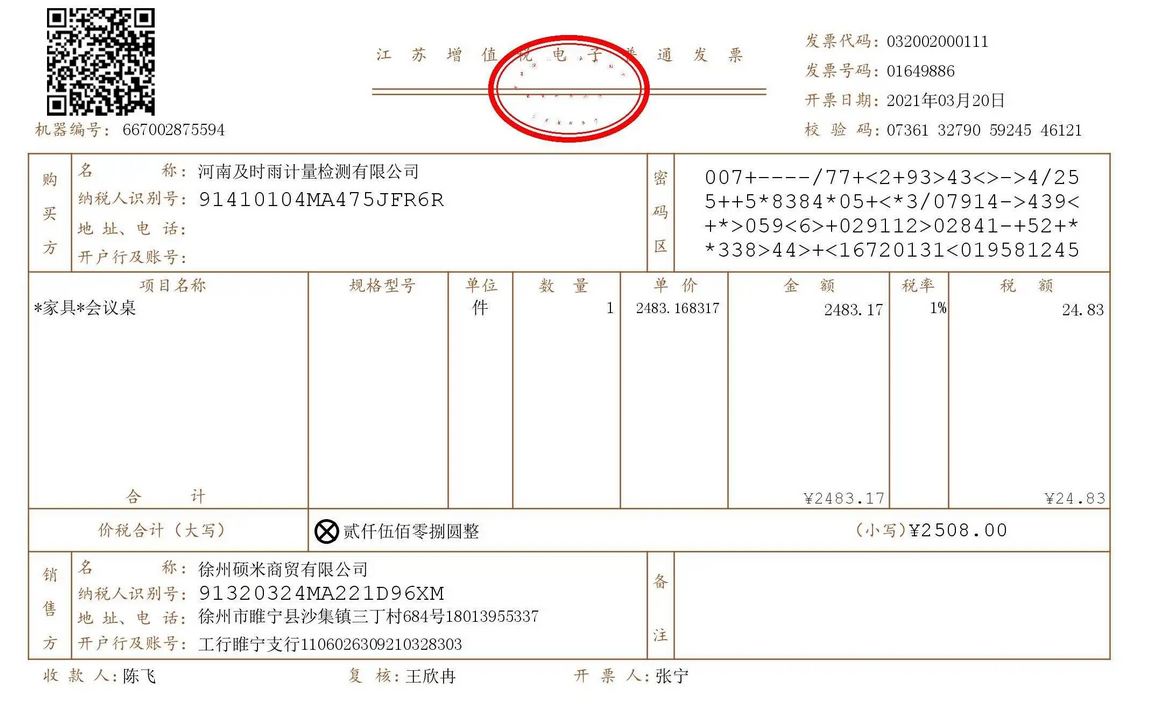 江苏增值税电子普通发票
发票代码: 032002000111
发票号码: 01649886
开票日期: 2021年03月20日
校验码: 07361 32790 59245 46121
机器编号: 667002875594
购买方
名称: 河南及时雨计量检测有限公司
纳税人识别号: 91410104MA475JFR6R
地址、电话:
开户行及账号:
密码区
007+----/77+<2+93>43<>->4/25
5++5*8384*05+<*3/07914->439<
+*>059<6>+029112>02841-+52+*
*338>44>+<16720131<019581245
项目名称 规格型号 单位 数量 单价 金额 税率 税额
*家具*会议桌 件 1 2483.168317 2483.17 1% 24.83
合计 ¥2483.17 ¥24.83
价税合计（大写） 贰仟伍佰零捌圆整 (小写)¥2508.00
销售方
名称: 徐州硕米商贸有限公司
纳税人识别号: 91320324MA221D96XM
地址、电话: 徐州市睢宁县沙集镇三丁村684号18013955337
开户行及账号: 工行睢宁支行1106026309210328303
备注
收款人: 陈飞 复核: 王欣冉 开票人: 张宁